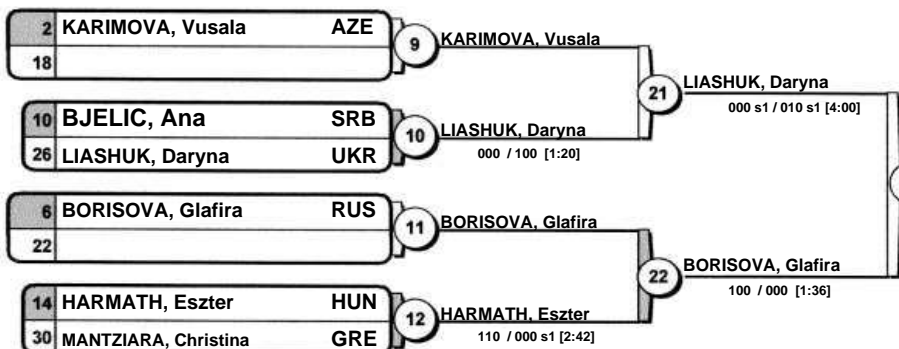 2 KARIMOVA, Vusala AZE
18
9
KARIMOVA, Vusala
10 BJELIC, Ana SRB
26 LIASHUK, Daryna UKR
10
LIASHUK, Daryna
000 / 100 [1:20]
21
LIASHUK, Daryna
000 s1 / 010 s1 [4:00]
6 BORISOVA, Glafira RUS
22
11
BORISOVA, Glafira
14 HARMATH, Eszter HUN
30 MANTZIARA, Christina GRE
12
HARMATH, Eszter
110 / 000 s1 [2:42]
22
BORISOVA, Glafira
100 / 000 [1:36]